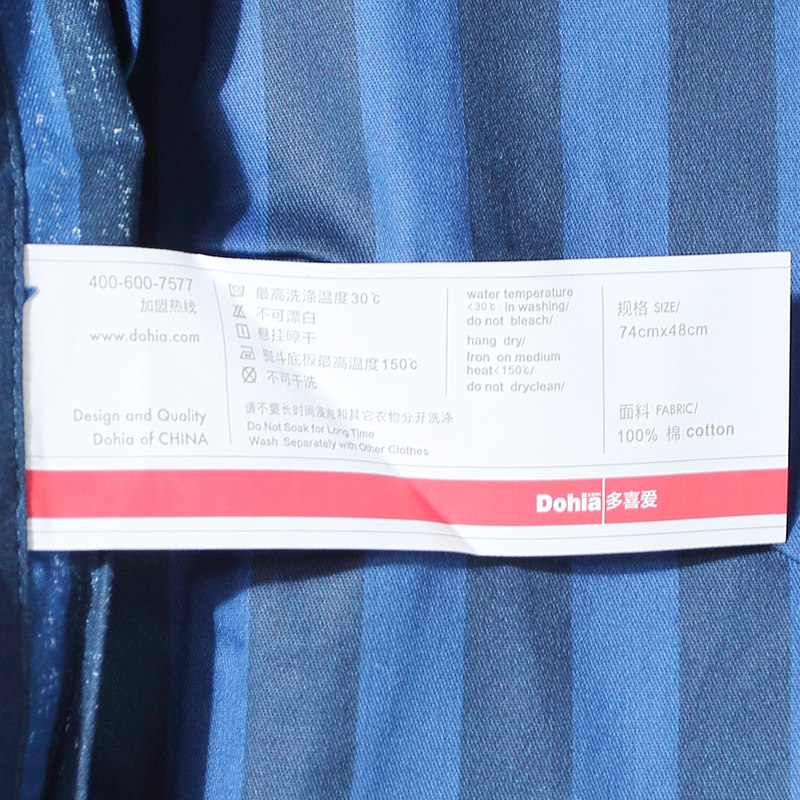 400-600-7577
加盟热线
www.dohia.com
Design and Quality
Dohia of CHINA
最高洗涤温度30℃
不可漂白
悬挂晾干
熨斗底板最高温度150℃
不可干洗
请不要长时间浸泡和其它衣物分开洗涤
Do Not Soak for Long Time
Wash Separately with Other Clothes
water temperature
<30℃ in washing/
do not bleach/
hang dry/
Iron on medium
heat<150℃/
do not dryclean/
规格 SIZE/
74cmx48cm
面料 FABRIC/
100% 棉 cotton
Dohia 多喜爱